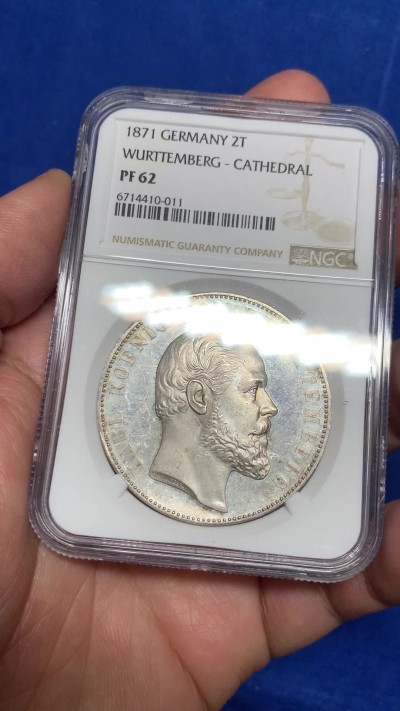 1871 GERMANY 2T
WURTTEMBERG - CATHEDRAL
PF 62
6714410-011
NUMISMATIC GUARANTY COMPANY
NGC